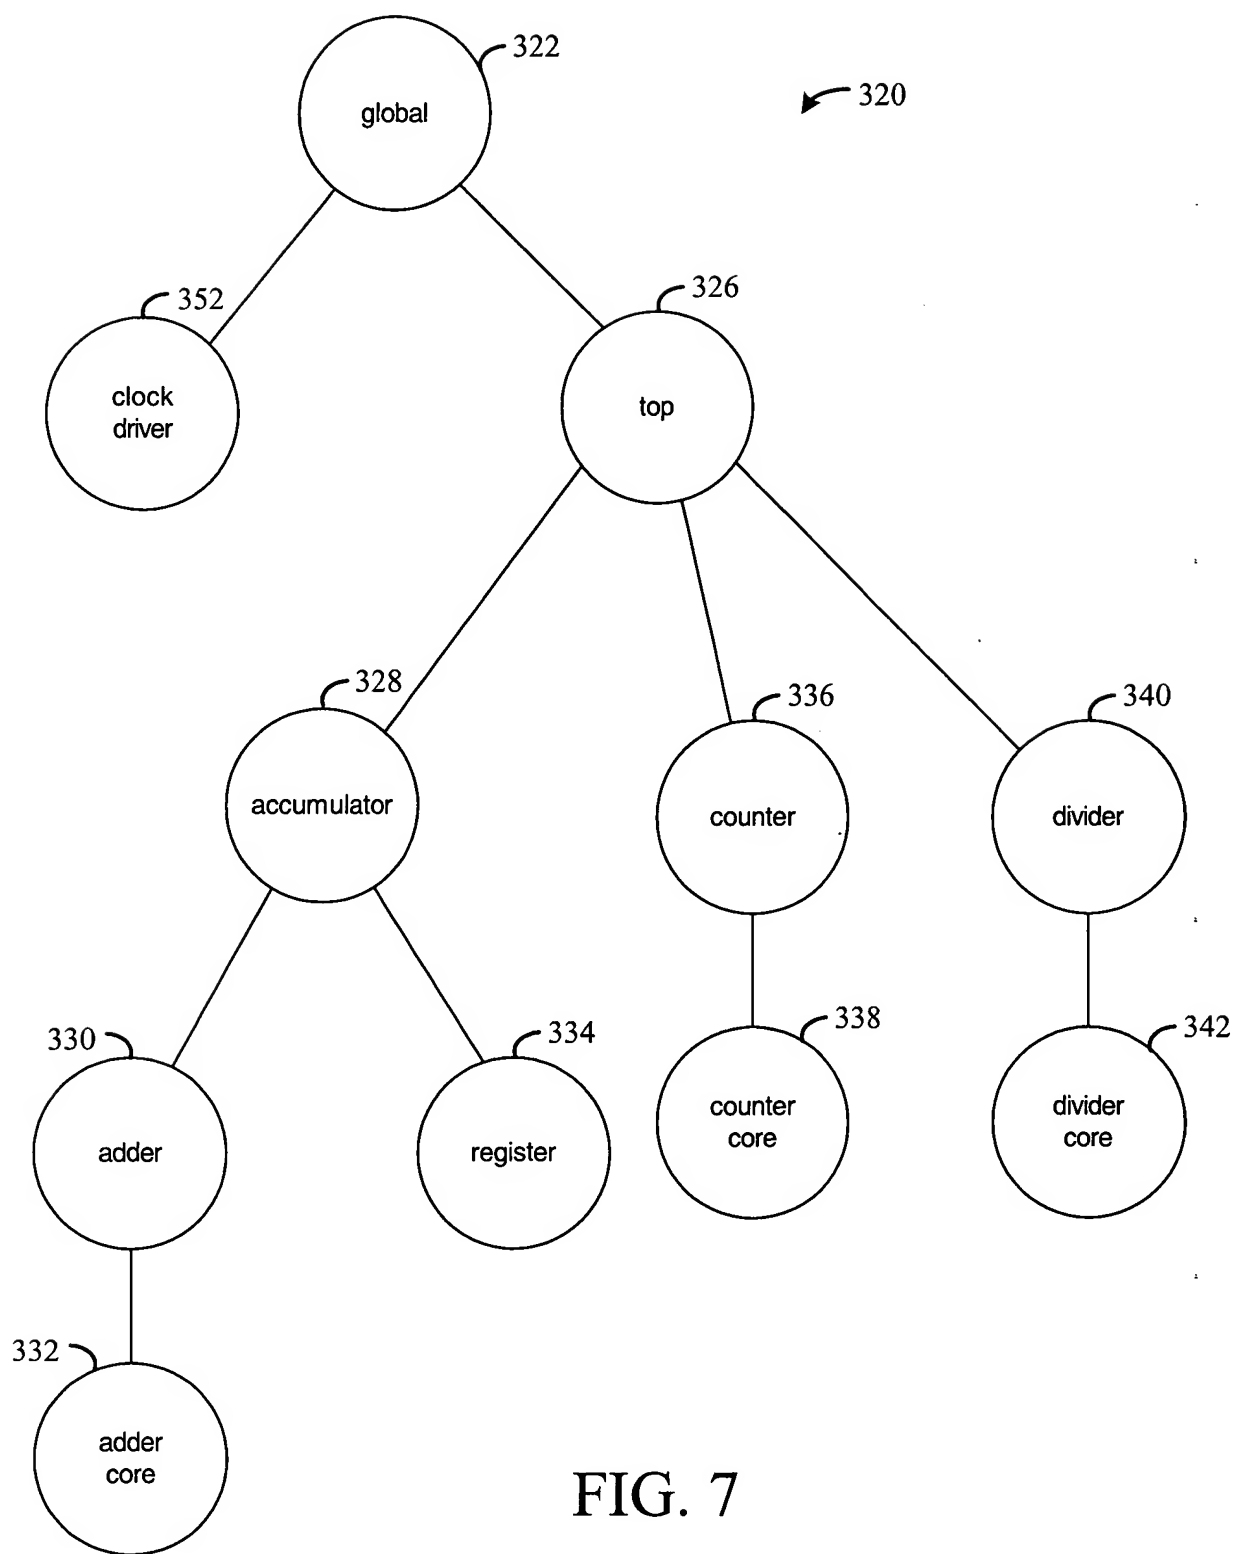 322
global
320
352
326
clock
driver
top
328
336
340
accumulator
counter
divider
330
334
338
342
adder
register
counter
core
divider
core
332
adder
core
FIG. 7